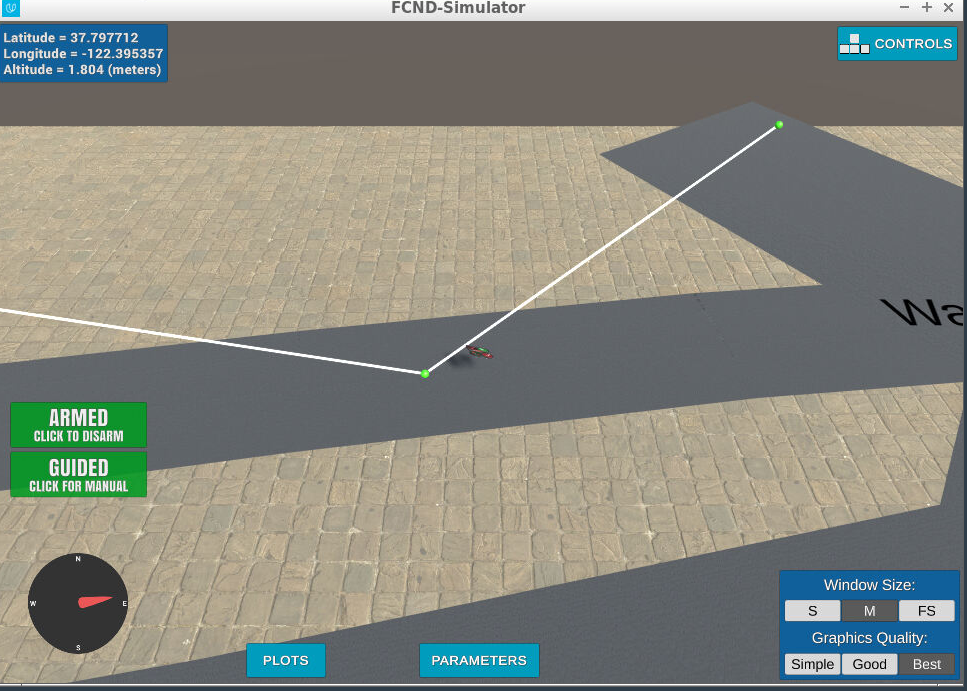 FCND-Simulator
Latitude = 37.797712
Longitude = -122.395357
Altitude = 1.804 (meters)
CONTROLS
Wa
ARMED
CLICK TO DISARM
GUIDED
CLICK FOR MANUAL
N
W E
S
PLOTS
PARAMETERS
Window Size:
S M FS
Graphics Quality:
Simple Good Best